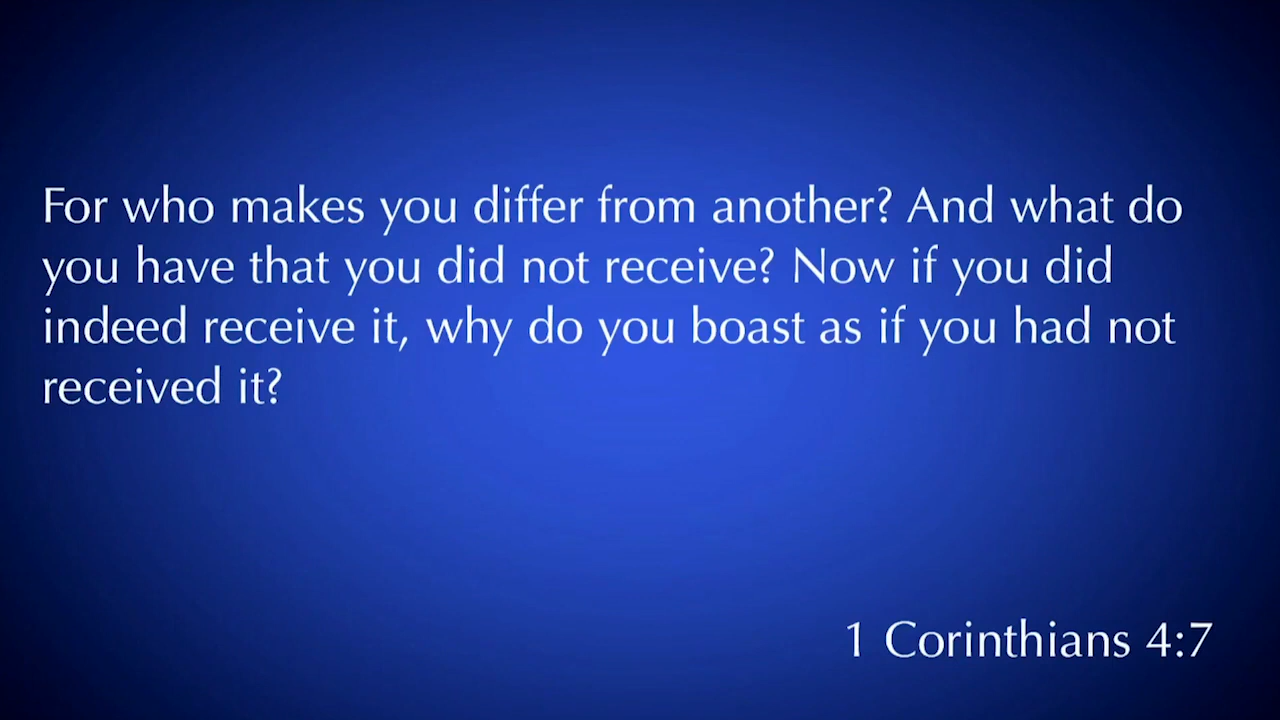 For who makes you differ from another? And what do
you have that you did not receive? Now if you did
indeed receive it, why do you boast as if you had not
received it?
1 Corinthians 4:7